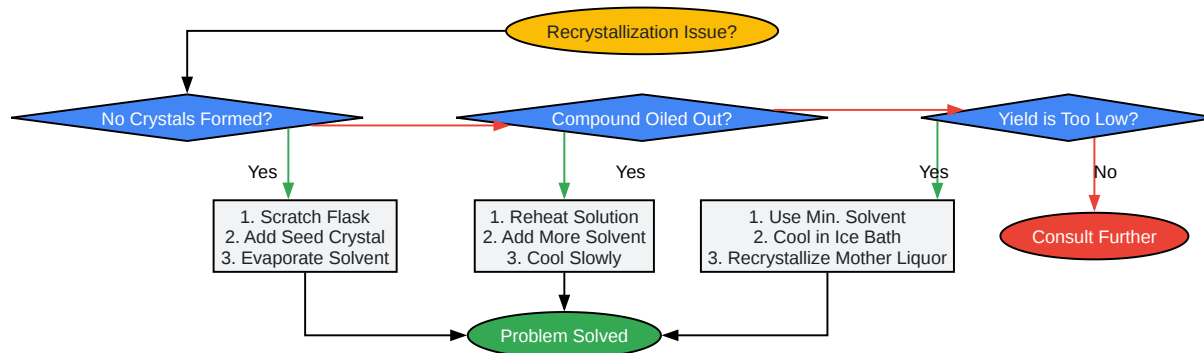 Recrystallization Issue?
No Crystals Formed?
Compound Oiled Out?
Yield is Too Low?
Yes
Yes
Yes
No
1. Scratch Flask
2. Add Seed Crystal
3. Evaporate Solvent
1. Reheat Solution
2. Add More Solvent
3. Cool Slowly
1. Use Min. Solvent
2. Cool in Ice Bath
3. Recrystallize Mother Liquor
Consult Further
Problem Solved